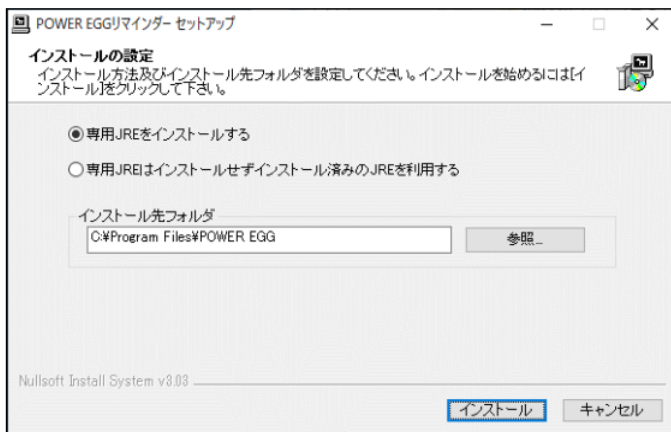 POWER EGGリマインダー セットアップ
インストールの設定
インストール方法及びインストール先フォルダを設定してください。インストールを始めるには[イ
ンストール]をクリックして下さい。
専用JREをインストールする
専用JREはインストールせずインストール済みのJREを利用する
インストール先フォルダ
C:¥Program Files¥POWER EGG
参照...
Nullsoft Install System v3.03
インストール
キャンセル